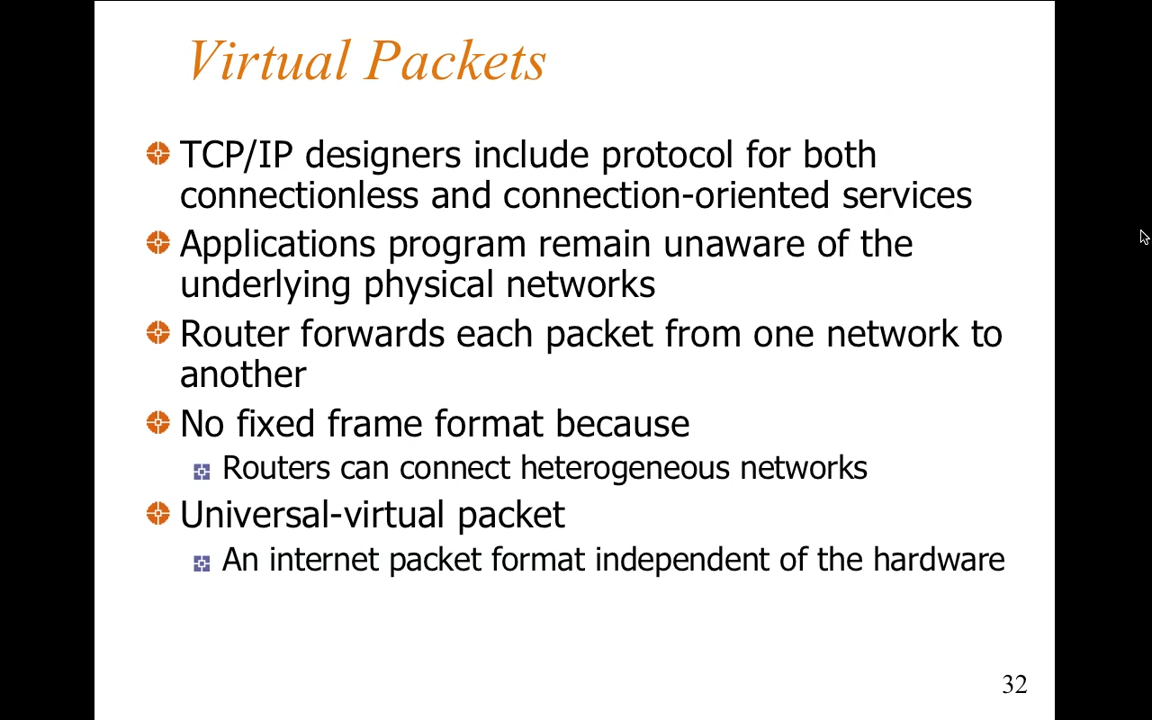 Virtual Packets
TCP/IP designers include protocol for both
connectionless and connection-oriented services
Applications program remain unaware of the
underlying physical networks
Router forwards each packet from one network to
another
No fixed frame format because
Routers can connect heterogeneous networks
Universal-virtual packet
An internet packet format independent of the hardware
32